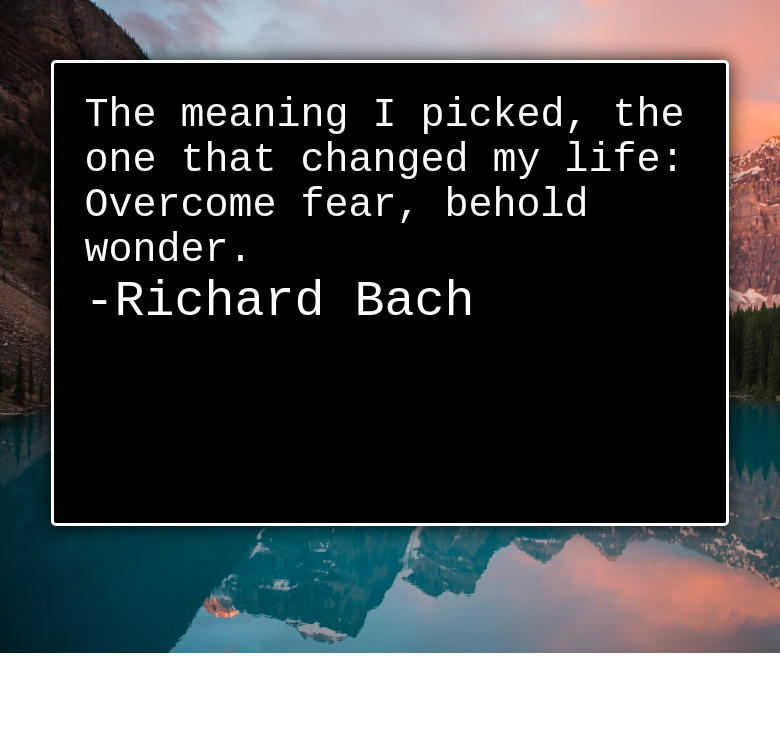 The meaning I picked, the
one that changed my life:
Overcome fear, behold
wonder.
-Richard Bach